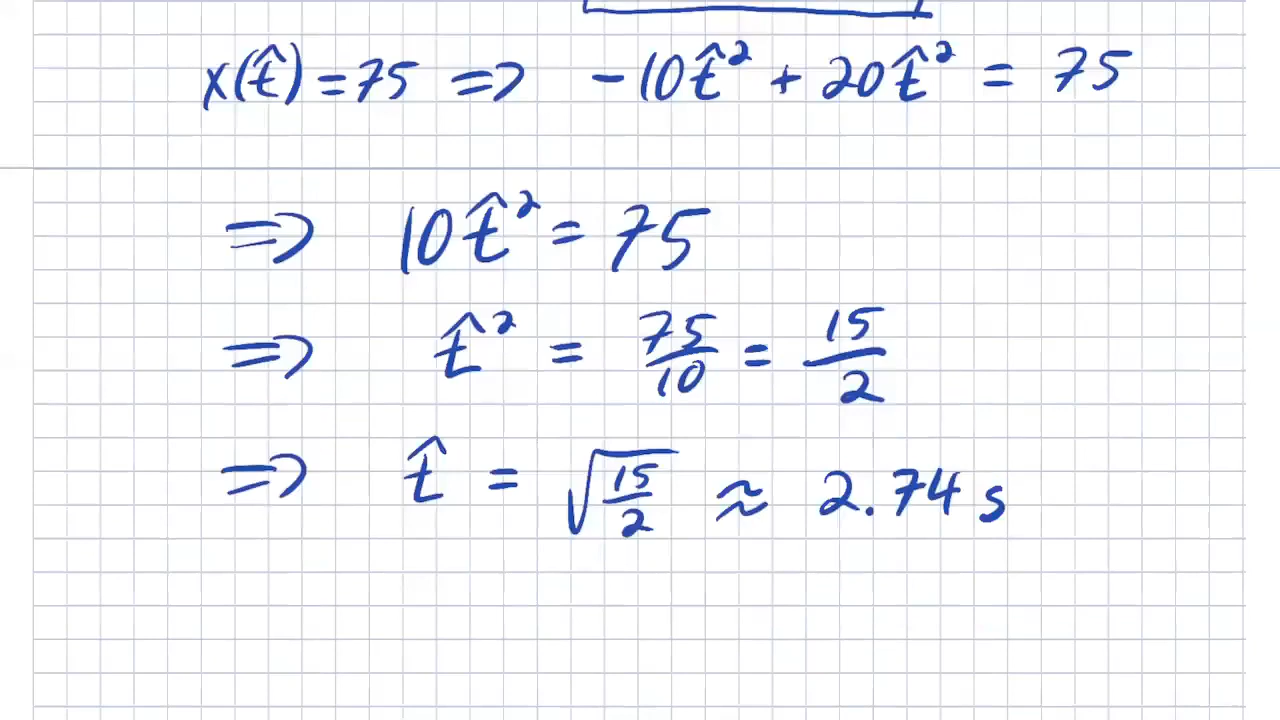 x(t̂) = 75 => -10t̂² + 20t̂² = 75
=> 10t̂² = 75
=> t̂² = 75/10 = 15/2
=> t̂ = √(15/2) ≈ 2.74 s